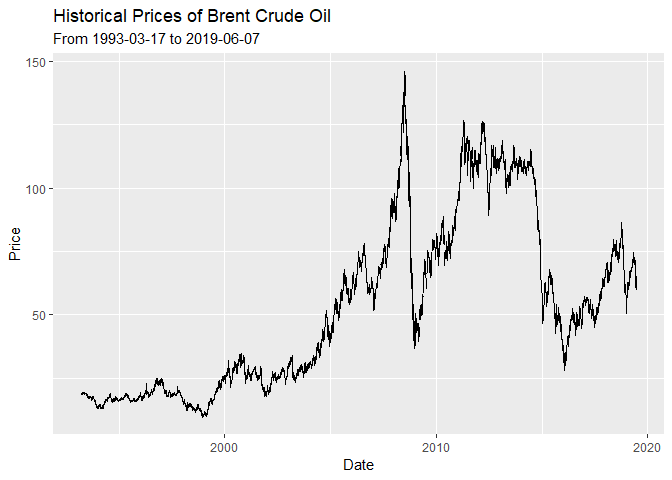 Historical Prices of Brent Crude Oil
From 1993-03-17 to 2019-06-07
150
100
50
Price
2000
2010
2020
Date